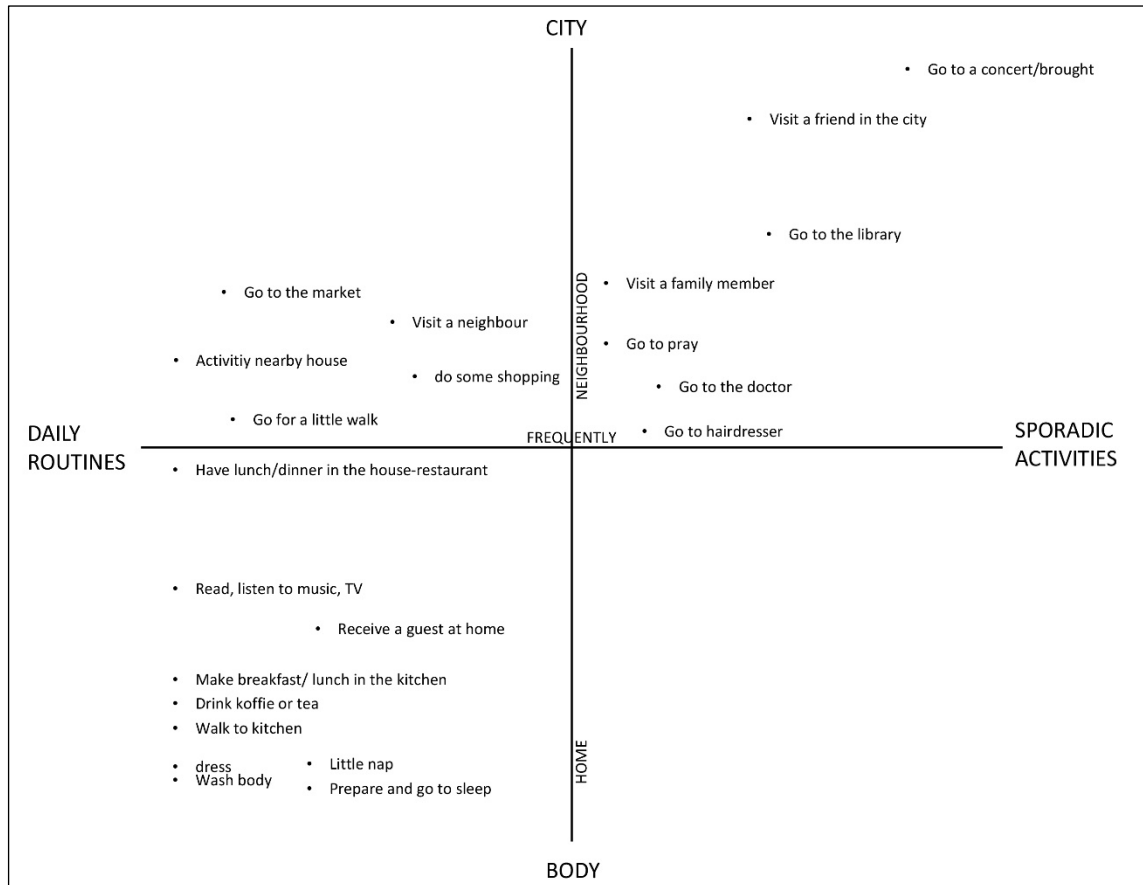 CITY
Go to a concert/brought
Visit a friend in the city
Go to the library
Visit a family member
Go to the market
Visit a neighbour
NEIGHBOURHOOD
Go to pray
Activitiy nearby house
do some shopping
Go to the doctor
Go for a little walk
Go to hairdresser
DAILY
ROUTINES
FREQUENTLY
SPORADIC
ACTIVITIES
Have lunch/dinner in the house-restaurant
Read, listen to music, TV
Receive a guest at home
Make breakfast/ lunch in the kitchen
Drink koffie or tea
Walk to kitchen
HOME
dress
Little nap
Wash body
Prepare and go to sleep
BODY